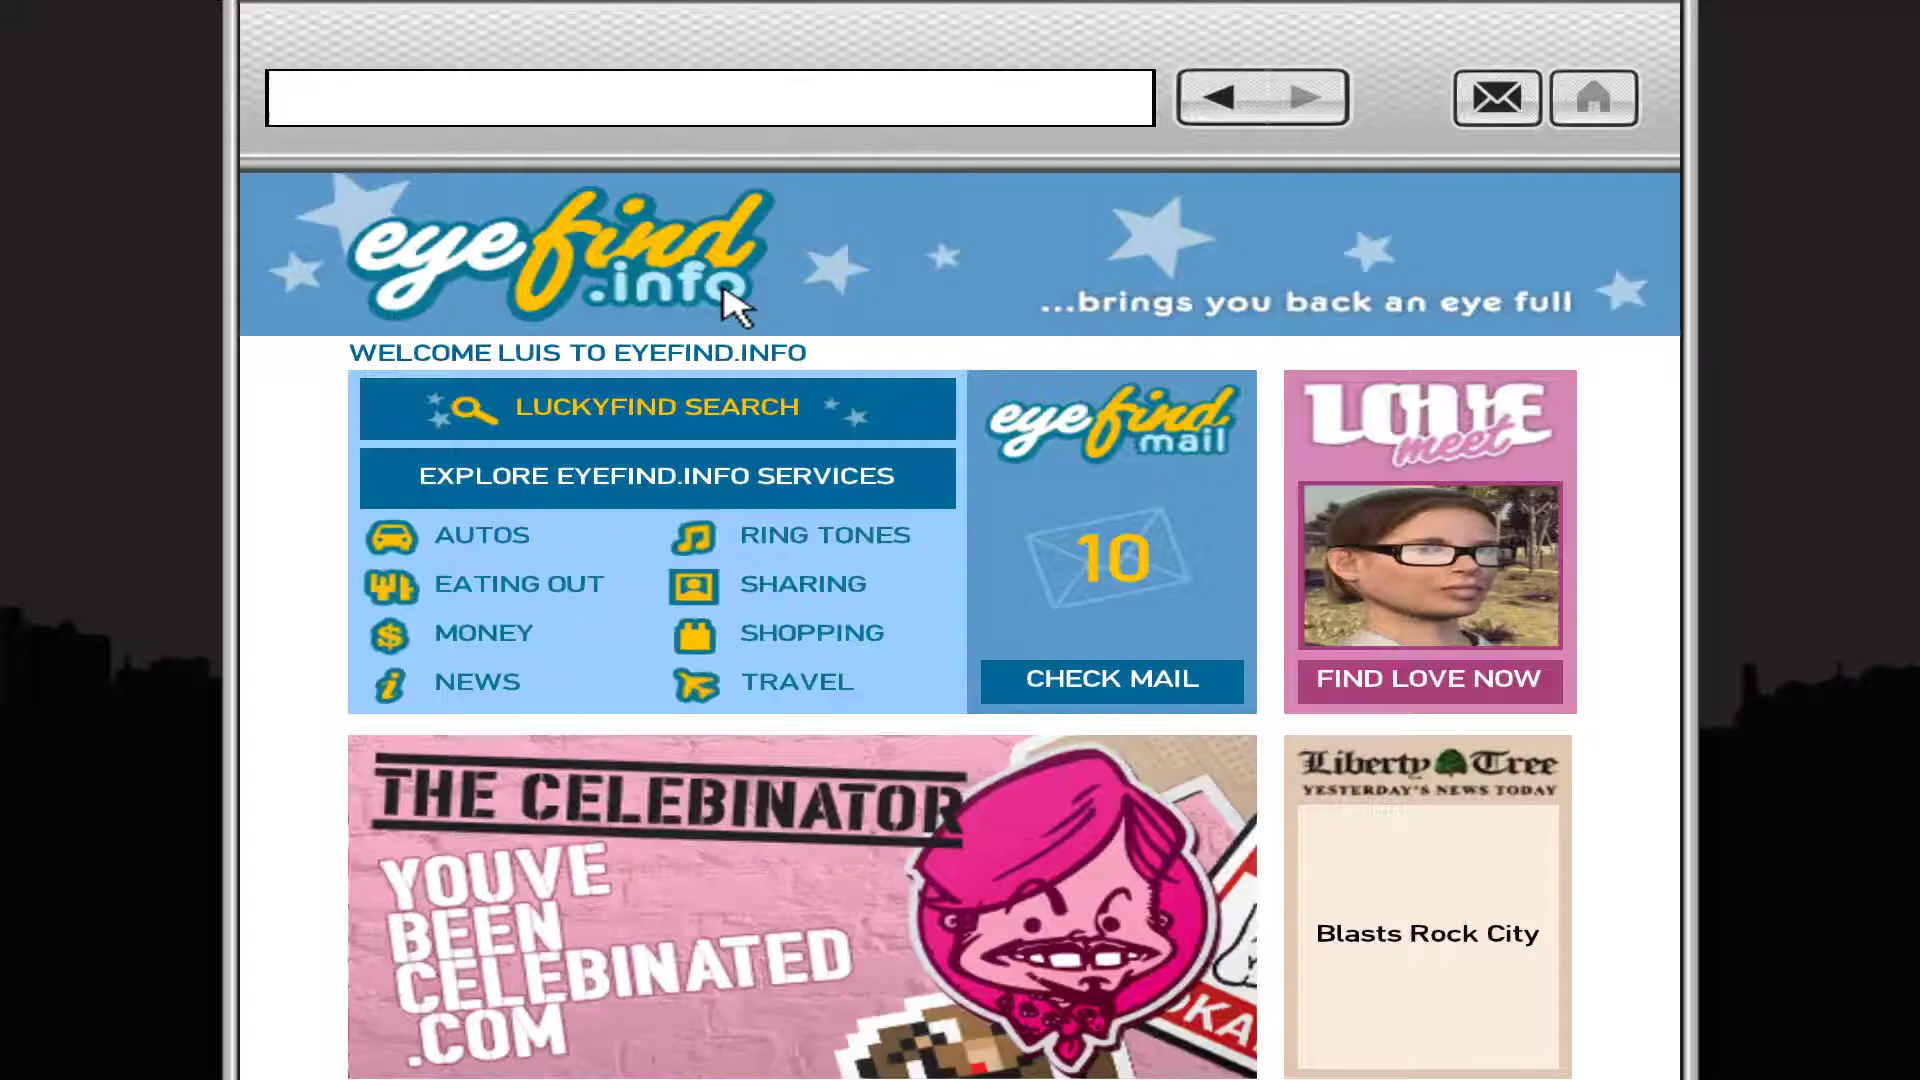 eyefind
.info
...brings you back an eye full
WELCOME LUIS TO EYEFIND.INFO
LUCKYFIND SEARCH
EXPLORE EYEFIND.INFO SERVICES
AUTOS
RING TONES
EATING OUT
SHARING
MONEY
SHOPPING
NEWS
TRAVEL
eyefind
mail
10
CHECK MAIL
LOVE
meet
FIND LOVE NOW
THE CELEBINATOR
YOUVE
BEEN
CELEBINATED
.COM
Liberty Tree
YESTERDAY'S NEWS TODAY
Blasts Rock City